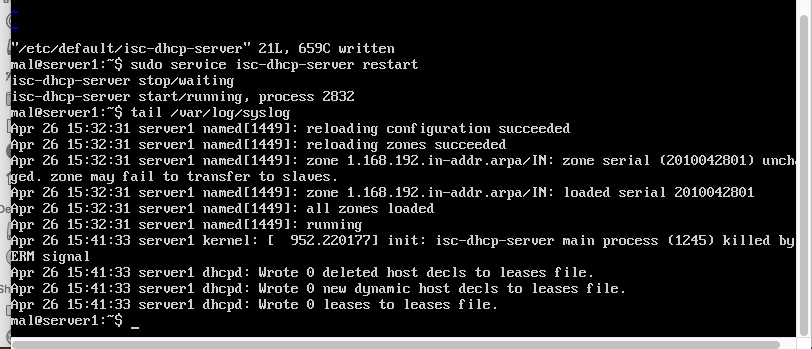 "/etc/default/isc-dhcp-server" 21L, 659C written
mal@server1:~$ sudo service isc-dhcp-server restart
isc-dhcp-server stop/waiting
isc-dhcp-server start/running, process 2832
mal@server1:~$ tail /var/log/syslog
Apr 26 15:32:31 server1 named[1449]: reloading configuration succeeded
Apr 26 15:32:31 server1 named[1449]: reloading zones succeeded
Apr 26 15:32:31 server1 named[1449]: zone 1.168.192.in-addr.arpa/IN: zone serial (2010042801) unch
ged. zone may fail to transfer to slaves.
Apr 26 15:32:31 server1 named[1449]: zone 1.168.192.in-addr.arpa/IN: loaded serial 2010042801
Apr 26 15:32:31 server1 named[1449]: all zones loaded
Apr 26 15:32:31 server1 named[1449]: running
Apr 26 15:41:33 server1 kernel: [  952.220177] init: isc-dhcp-server main process (1245) killed by
ERM signal
Apr 26 15:41:33 server1 dhcpd: Wrote 0 deleted host decls to leases file.
Apr 26 15:41:33 server1 dhcpd: Wrote 0 new dynamic host decls to leases file.
Apr 26 15:41:33 server1 dhcpd: Wrote 0 leases to leases file.
mal@server1:~$ _